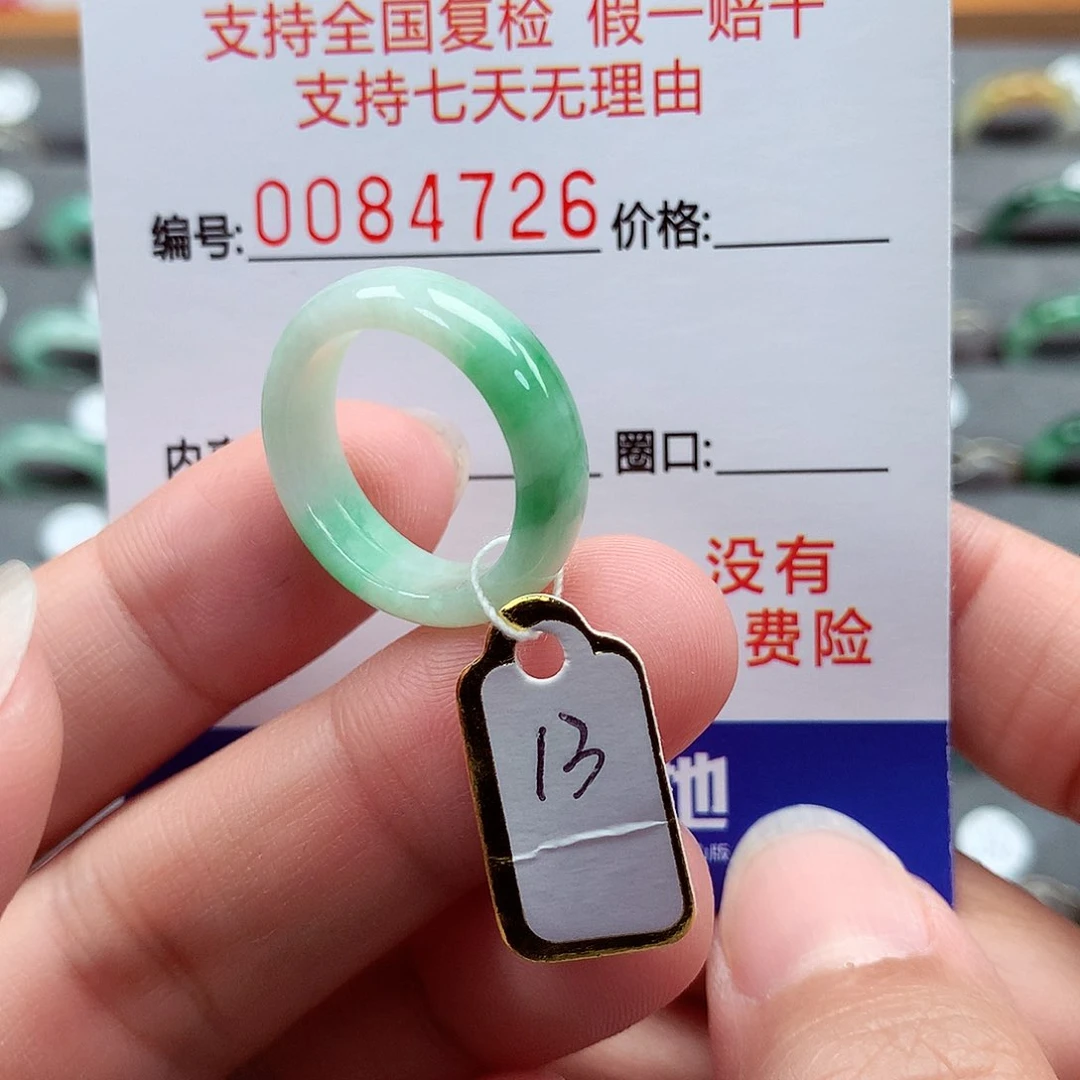 支持全国复检 假一赔十
支持七天无理由
编号: 0084726 价格:
圈口:
没有
费险
13